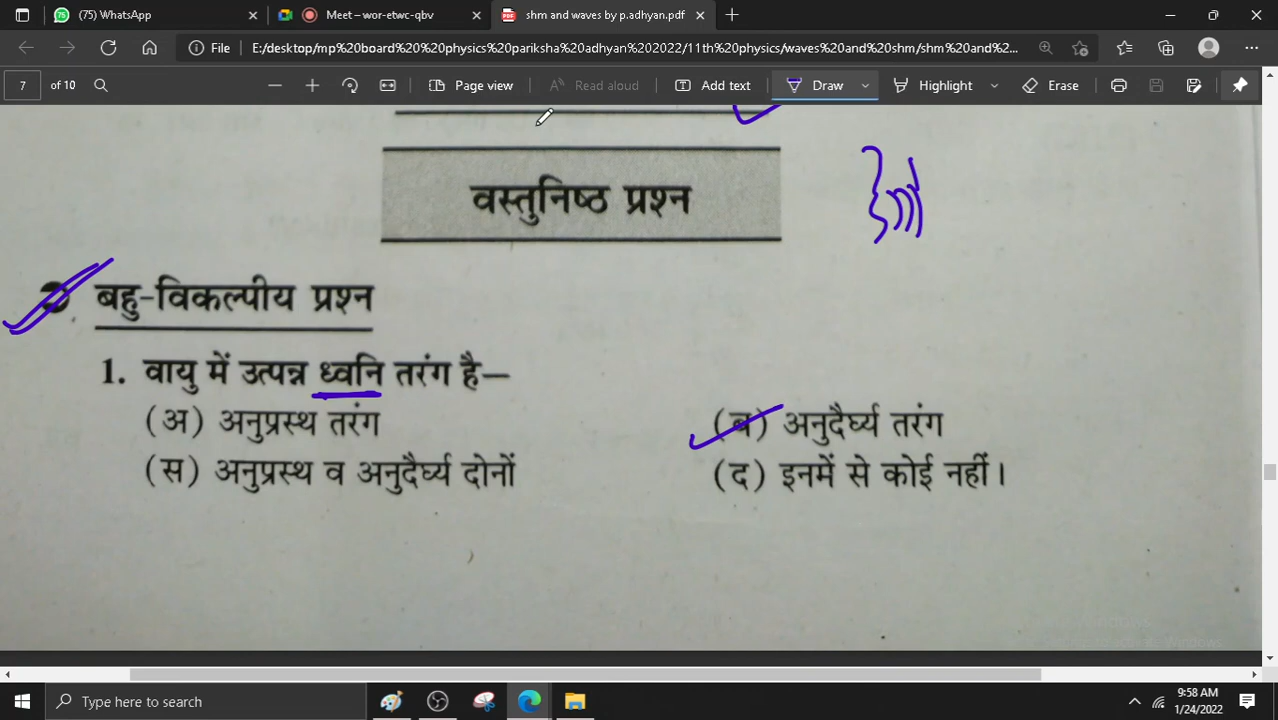 (75) WhatsApp
Meet – wor-etwc-qbv
shm and waves by p.adhyan.pdf
File
E:/desktop/mp%20board%20%20physics%20pariksha%20adhyan%202022/11th%20physics/waves%20and%20shm/shm%20and%2...
7 of 10
Page view
Read aloud
Add text
Draw
Highlight
Erase
वस्तुनिष्ठ प्रश्न
बहु-विकल्पीय प्रश्न
1. वायु में उत्पन्न ध्वनि तरंग है—
(अ) अनुप्रस्थ तरंग
(ब) अनुदैर्घ्य तरंग
(स) अनुप्रस्थ व अनुदैर्घ्य दोनों
(द) इनमें से कोई नहीं।
Type here to search
9:58 AM
1/24/2022